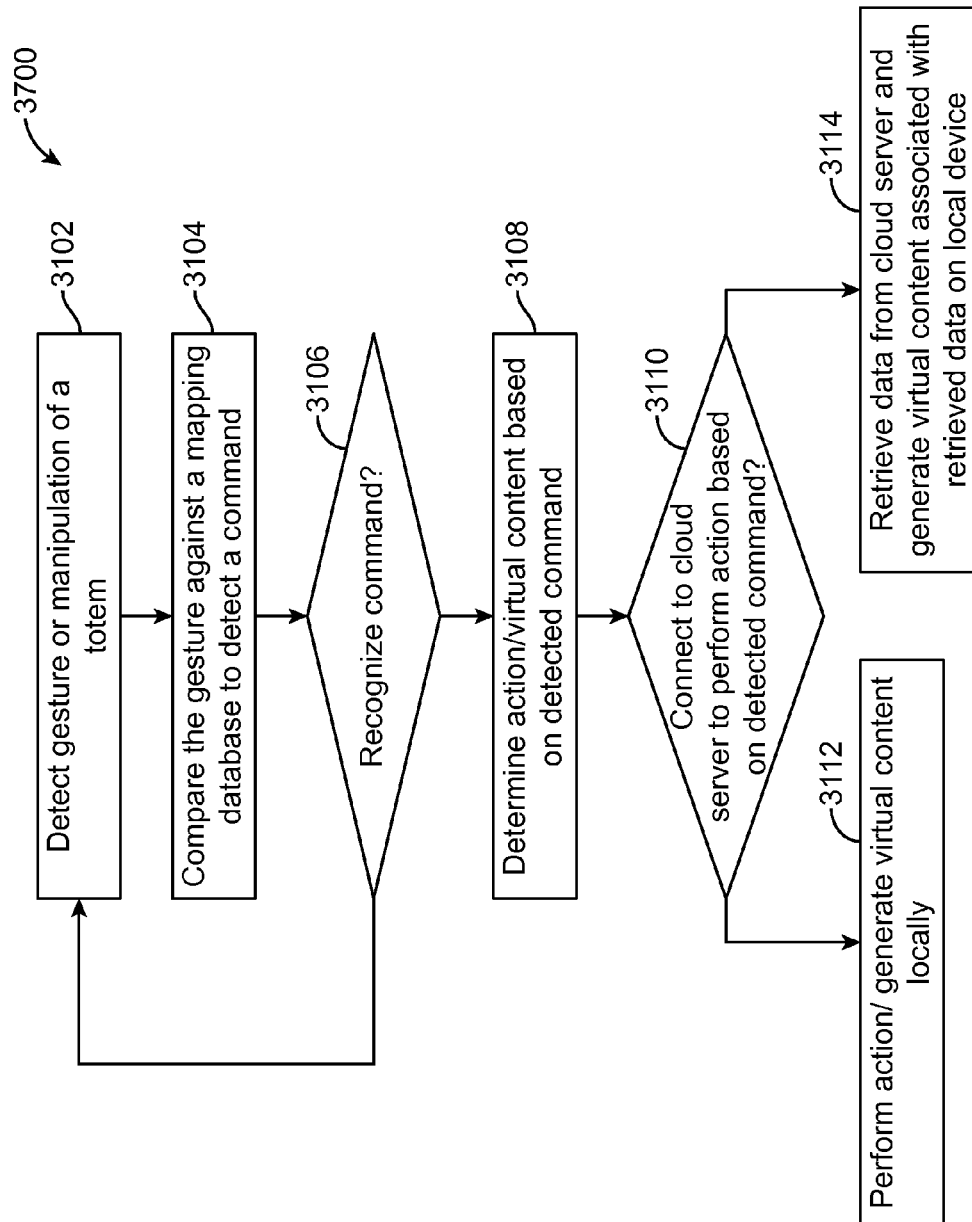 3700
Detect gesture or manipulation of a
totem
3102
Compare the gesture against a mapping
database to detect a command
3104
Recognize command?
3106
Determine action/virtual content based
on detected command
3108
Connect to cloud
server to perform action based
on detected command?
3110
Perform action/ generate virtual content
locally
3112
Retrieve data from cloud server and
generate virtual content associated with
retrieved data on local device
3114